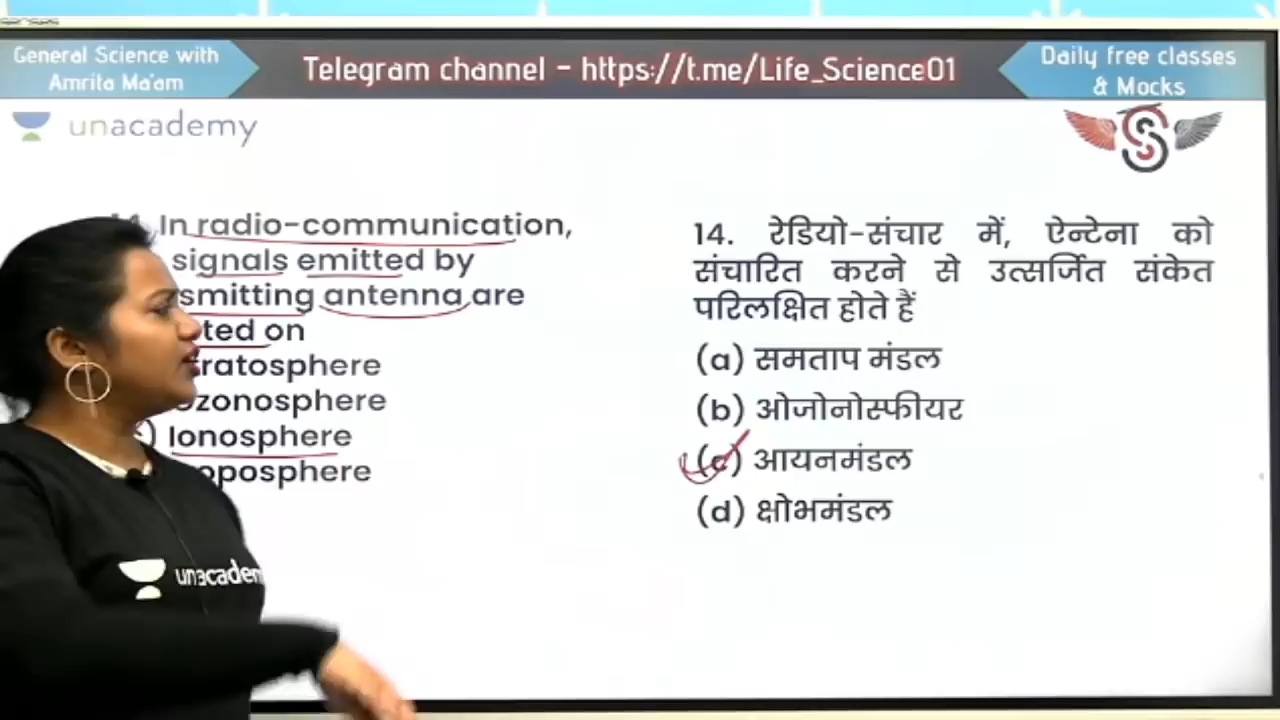 General Science with
Amrita Ma'am
Telegram channel - https://t.me/Life_Science01
Daily free classes
& Mocks
unacademy
In radio-communication,
signals emitted by
smitting antenna are
ted on
ratosphere
ozonosphere
Ionosphere
oposphere
14. रेडियो-संचार में, ऐन्टेना को
संचारित करने से उत्सर्जित संकेत
परिलक्षित होते हैं
(a) समताप मंडल
(b) ओजोनोस्फीयर
(c) आयनमंडल
(d) क्षोभमंडल
unacadem